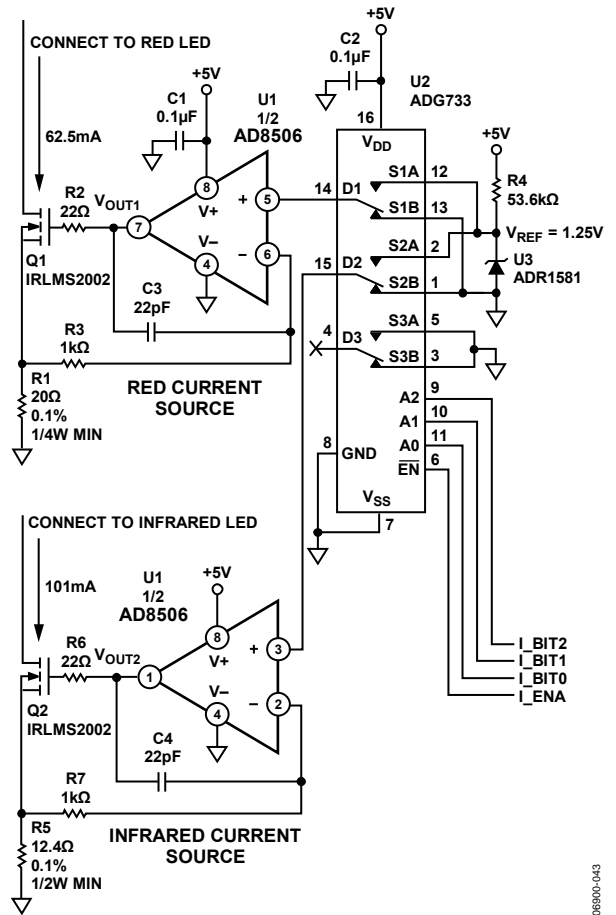 CONNECT TO RED LED
62.5mA
R2
22Ω
VOUT1
Q1
IRLMS2002
C3
22pF
R3
1kΩ
R1
20Ω
0.1%
1/4W MIN
RED CURRENT
SOURCE
C1
0.1µF
+5V
U1
1/2
AD8506
8
V+
+
5
7
V–
4
–
6
C2
0.1µF
+5V
U2
ADG733
16
VDD
14
D1
15
D2
4
D3
8
GND
VSS
7
S1A
12
S1B
13
S2A
2
S2B
1
S3A
5
S3B
3
A2
9
A1
10
A0
11
EN
6
+5V
R4
53.6kΩ
VREF = 1.25V
U3
ADR1581
I_BIT2
I_BIT1
I_BIT0
I_ENA
CONNECT TO INFRARED LED
101mA
R6
22Ω
VOUT2
Q2
IRLMS2002
C4
22pF
R7
1kΩ
R5
12.4Ω
0.1%
1/2W MIN
INFRARED CURRENT
SOURCE
U1
1/2
AD8506
+5V
8
V+
+
3
1
V–
4
–
2
06900-043